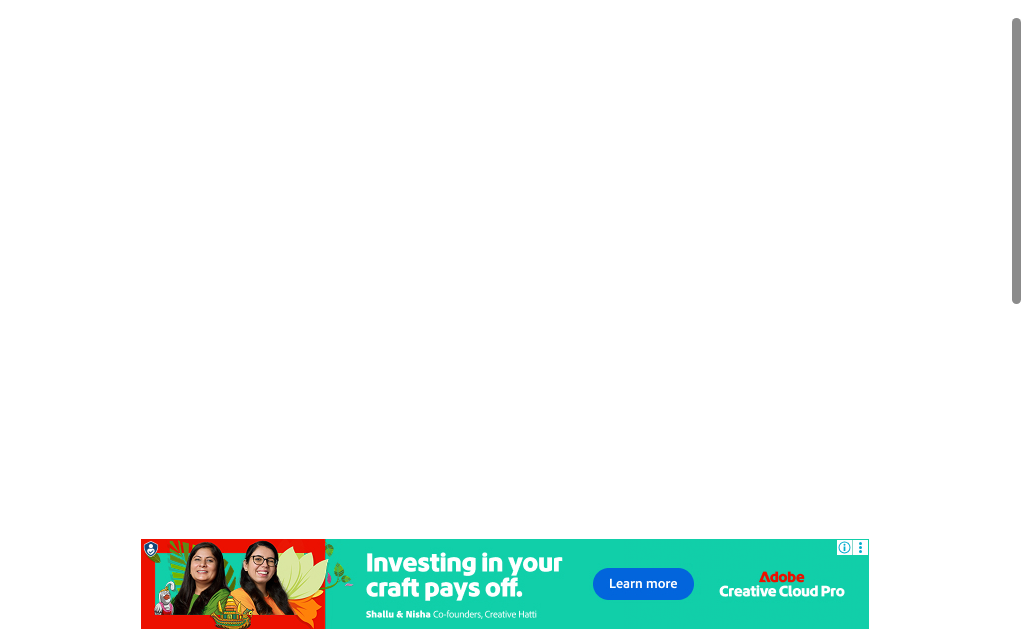 Investing in your
craft pays off.
Shallu & Nisha Co-founders, Creative Hatti
Learn more
Adobe
Creative Cloud Pro